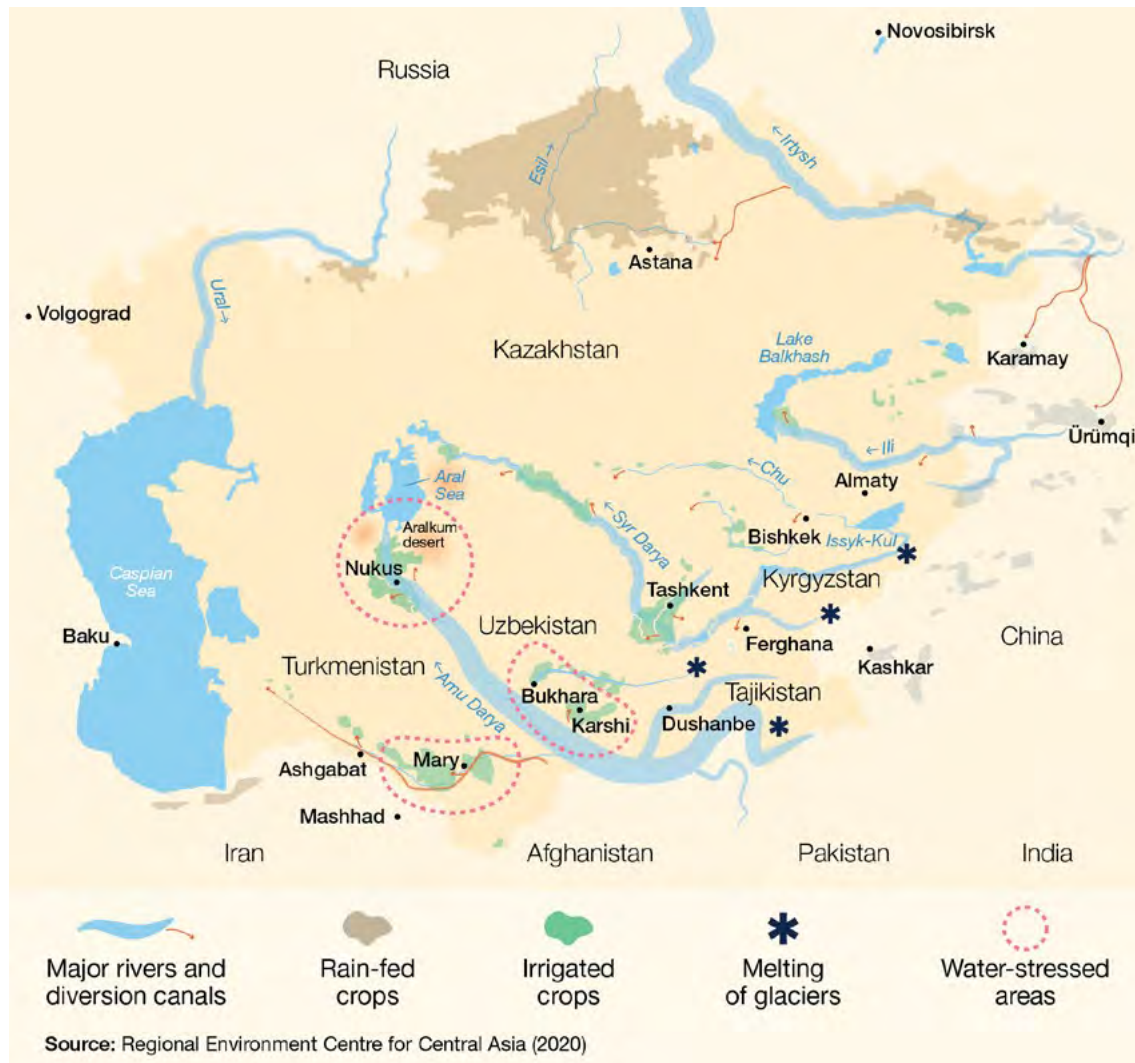 Novosibirsk
Russia
←Irtysh
Esil→
Astana
Ural→
Volgograd
Kazakhstan
Lake
Balkhash
Karamay
Ürümqi
←Ili
Aral
Sea
←Chu
Almaty
←Syr Darya
Aralkum
desert
Bishkek
Issyk-Kul
Nukus
Kyrgyzstan
Caspian
Sea
Tashkent
Uzbekistan
Baku
Ferghana
China
Turkmenistan
Kashkar
←Amu Darya
Bukhara
Tajikistan
Karshi
Dushanbe
Ashgabat
Mary
Mashhad
Iran
Afghanistan
Pakistan
India
Major rivers and
diversion canals
Rain-fed
crops
Irrigated
crops
Melting
of glaciers
Water-stressed
areas
Source: Regional Environment Centre for Central Asia (2020)